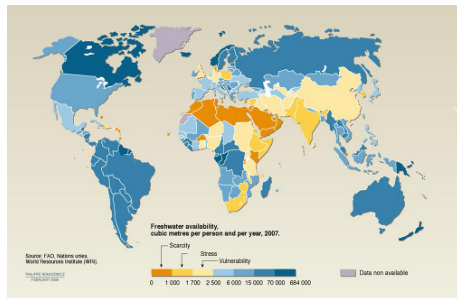 Freshwater availability,
cubic metres per person and per year, 2007.
Scarcity
Stress
Vulnerability
0 1 000 1 700 2 500 6 000 15 000 70 000 684 000
Data non available
Source: FAO, Nations unies,
World Resources Institute (WRI)
PHILIPPE REKACEWICZ
FEBRUARY 2008